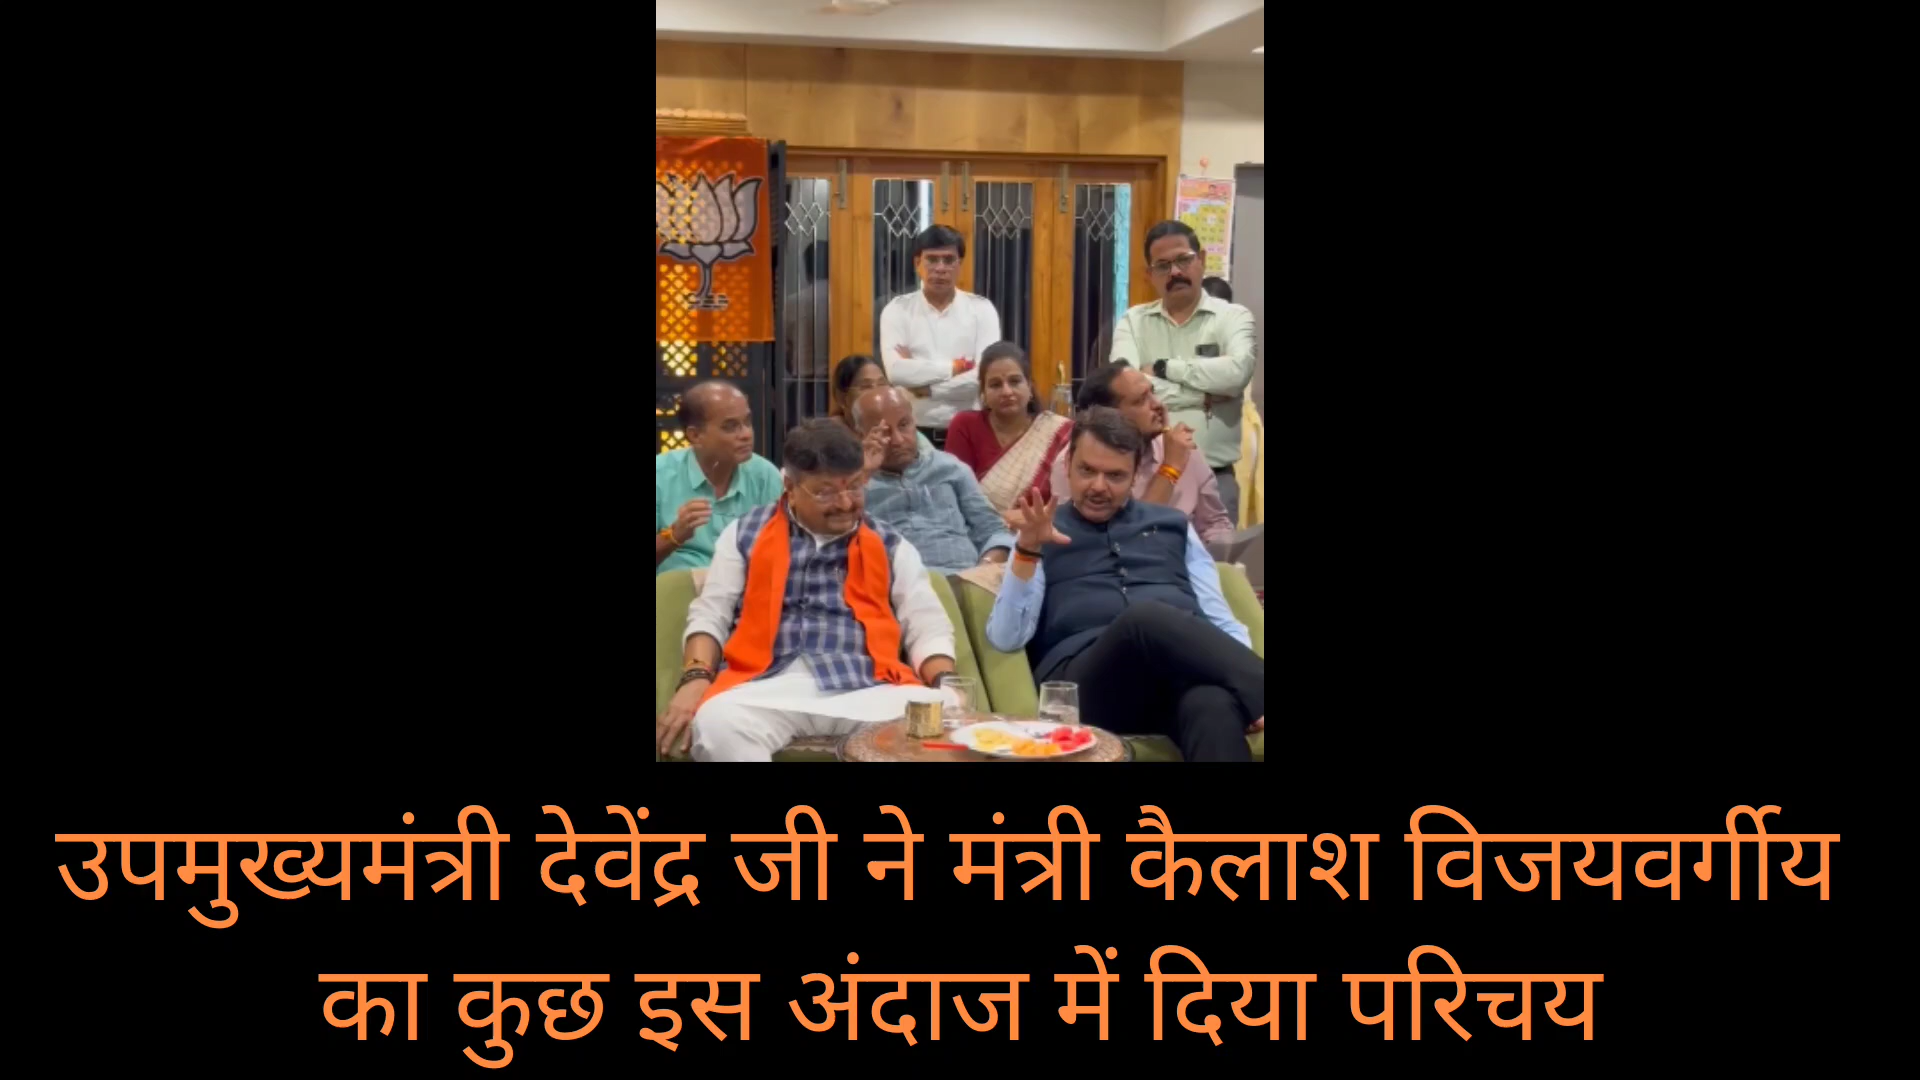 उपमुख्यमंत्री देवेंद्र जी ने मंत्री कैलाश विजयवर्गीय
का कुछ इस अंदाज में दिया परिचय